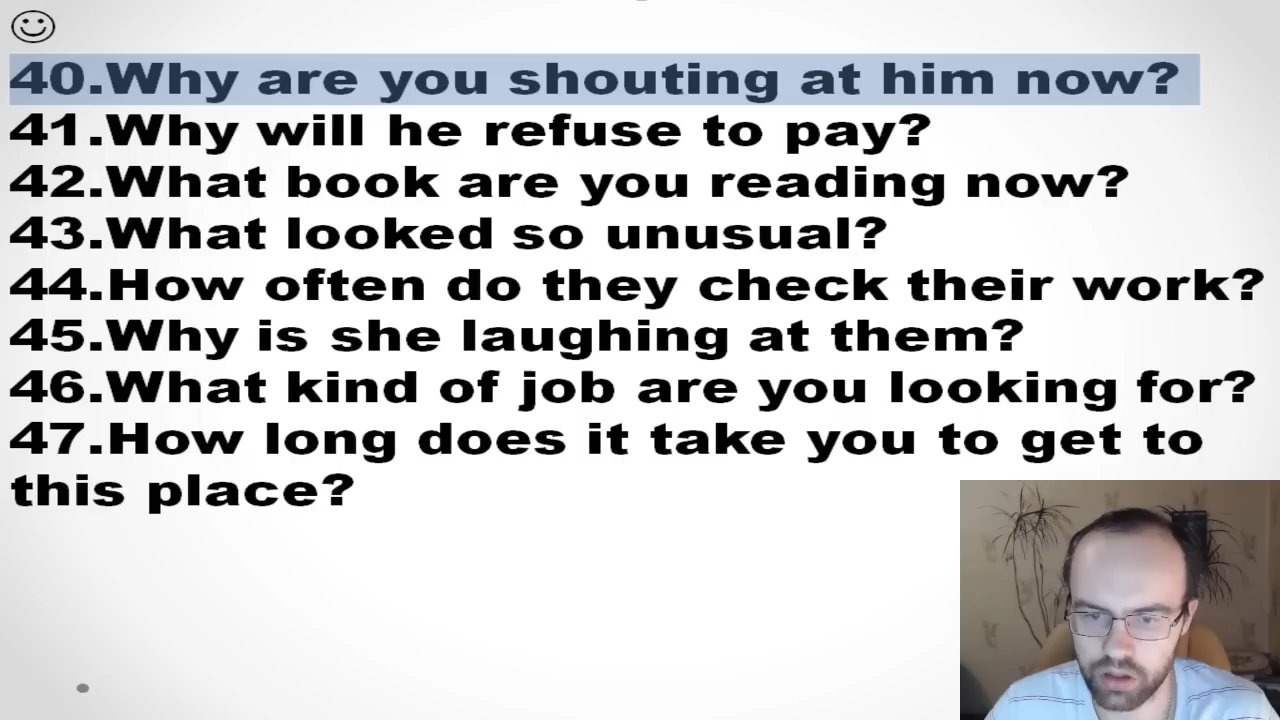 40.Why are you shouting at him now?
41.Why will he refuse to pay?
42.What book are you reading now?
43.What looked so unusual?
44.How often do they check their work?
45.Why is she laughing at them?
46.What kind of job are you looking for?
47.How long does it take you to get to
this place?